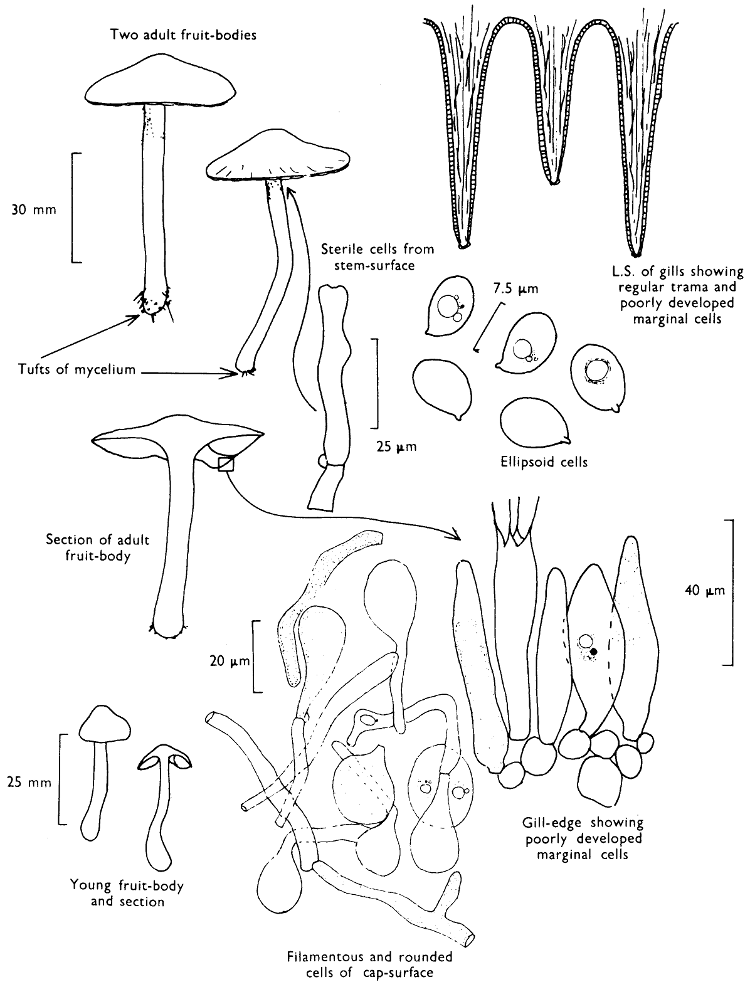 Two adult fruit-bodies
30 mm
Sterile cells from
stem-surface
L.S. of gills showing
regular trama and
poorly developed
marginal cells
7.5 μm
Tufts of mycelium
25 μm
Ellipsoid cells
Section of adult
fruit-body
40 μm
20 μm
25 mm
Gill-edge showing
poorly developed
marginal cells
Young fruit-body
and section
Filamentous and rounded
cells of cap-surface